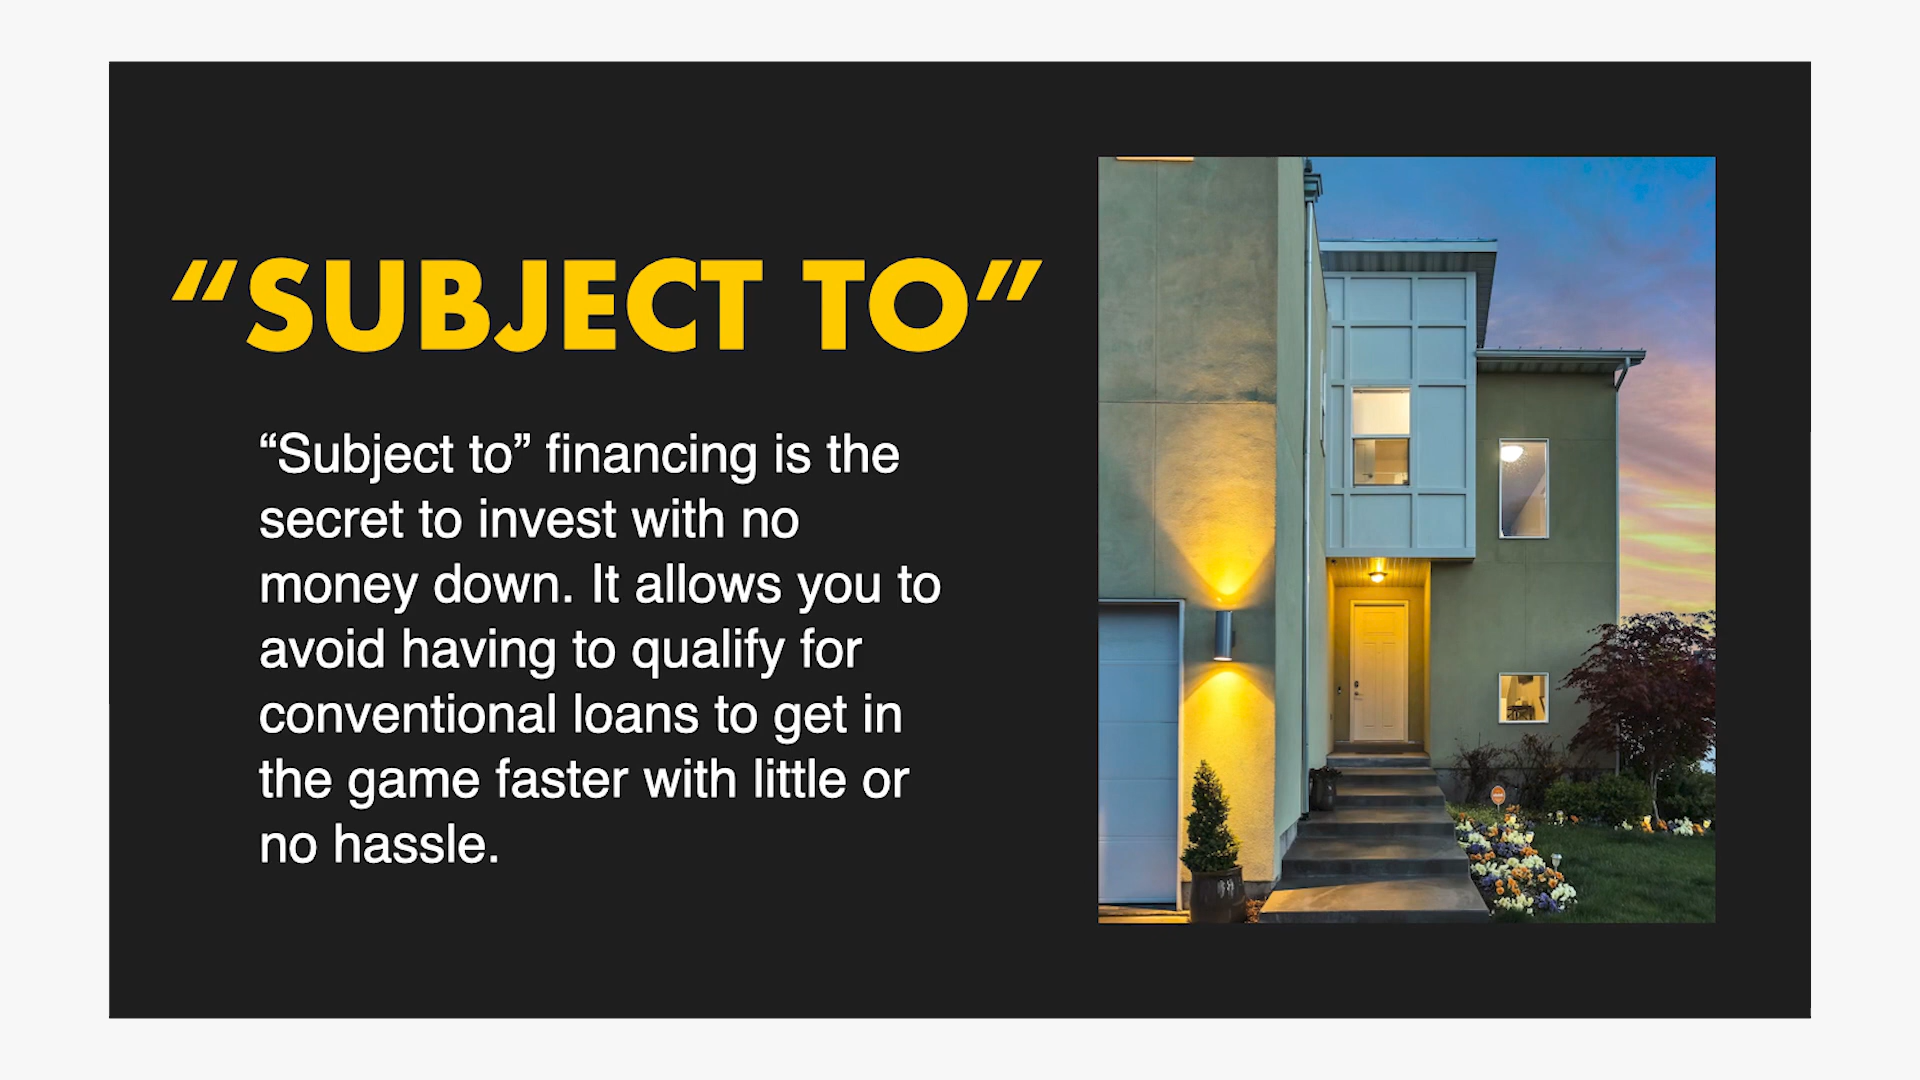 “SUBJECT TO”
“Subject to” financing is the
secret to invest with no
money down. It allows you to
avoid having to qualify for
conventional loans to get in
the game faster with little or
no hassle.